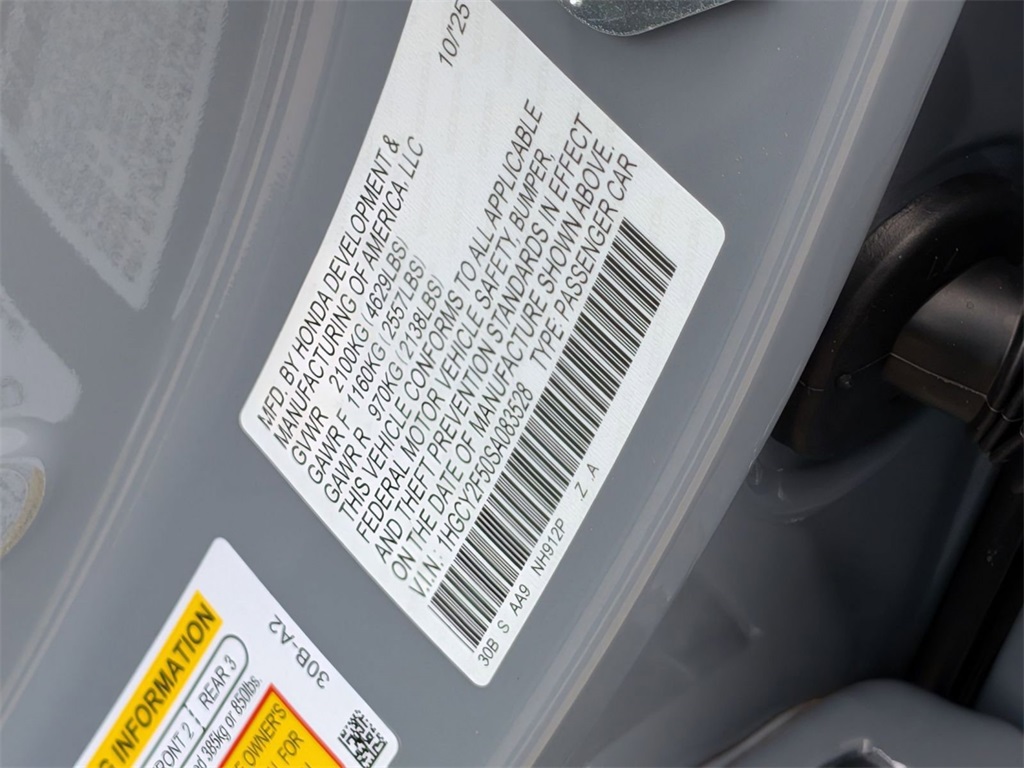 10/25
MFD. BY HONDA DEVELOPMENT &
MANUFACTURING OF AMERICA, LLC
GVWR 2100KG (4629LBS)
GAWR F 1160KG (2557LBS)
GAWR R 970KG (2138LBS)
THIS VEHICLE CONFORMS TO ALL APPLICABLE
FEDERAL MOTOR VEHICLE SAFETY, BUMPER,
AND THEFT PREVENTION STANDARDS IN EFFECT
ON THE DATE OF MANUFACTURE SHOWN ABOVE.
V.I.N: 1HGCY2F50SA083328 TYPE PASSENGER CAR
30B S AA9 NH912P Z A
30B-A2
INFORMATION
FRONT 2 REAR 3
385kg or 850lbs.
OWNER'S
FOR